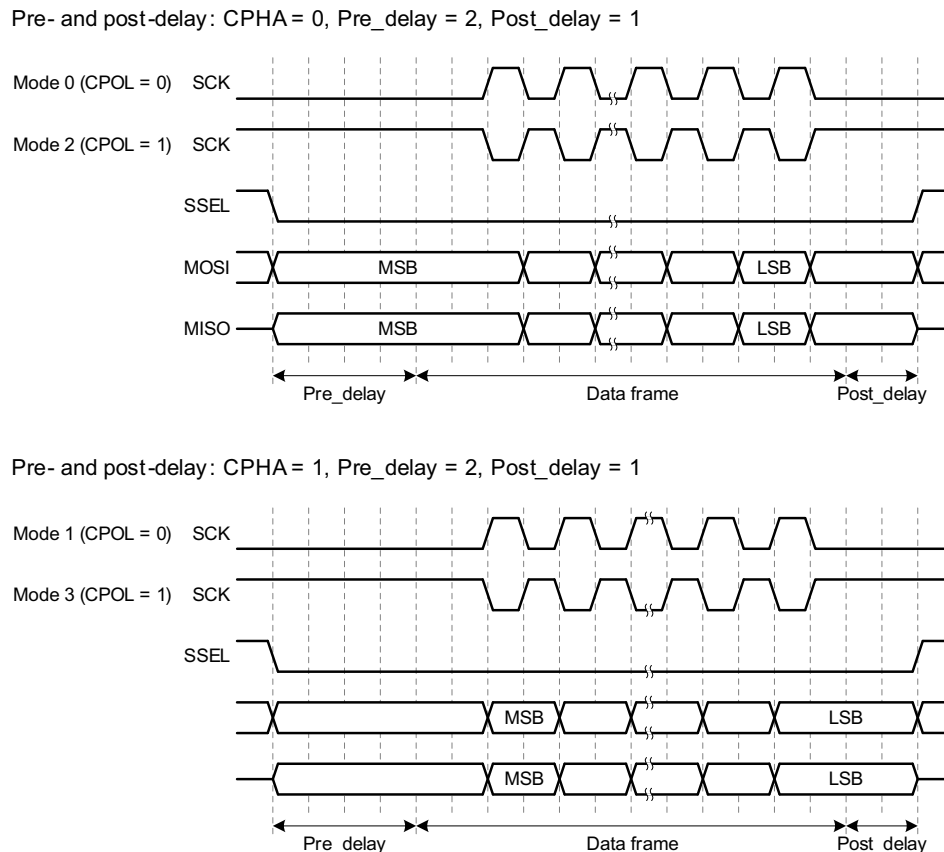 Pre- and post-delay: CPHA = 0, Pre_delay = 2, Post_delay = 1
Mode 0 (CPOL = 0) SCK
Mode 2 (CPOL = 1) SCK
SSEL
MOSI MSB LSB
MISO MSB LSB
Pre_delay Data frame Post_delay
Pre- and post-delay: CPHA = 1, Pre_delay = 2, Post_delay = 1
Mode 1 (CPOL = 0) SCK
Mode 3 (CPOL = 1) SCK
SSEL
MSB LSB
MSB LSB
Pre_delay Data frame Post_delay